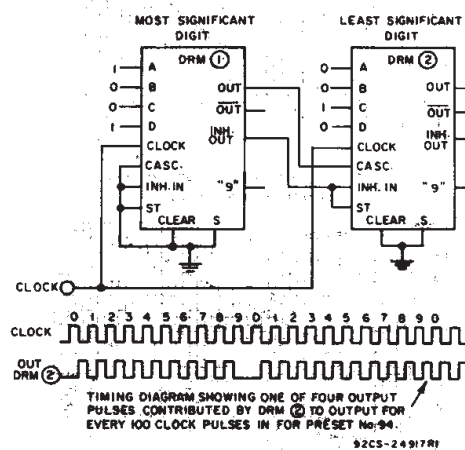 MOST SIGNIFICANT DIGIT
LEAST SIGNIFICANT DIGIT
DRM ①
1 A
0 B
0 C
1 D
CLOCK
CASC.
INH. IN
ST
OUT
OUT
INH. OUT
"9"
CLEAR S
DRM ②
0 A
0 B
1 C
0 D
CLOCK
CASC.
INH. IN
ST
OUT
OUT
INH. OUT
"9"
CLEAR S
CLOCK
0 1 2 3 4 5 6 7 8 9 0 1 2 3 4 5 6 7 8 9 0
CLOCK
OUT DRM ②
TIMING DIAGRAM SHOWING ONE OF FOUR OUTPUT
PULSES CONTRIBUTED BY DRM ② TO OUTPUT FOR
EVERY 100 CLOCK PULSES IN FOR PRESET No. 94.
92CS-24917R1